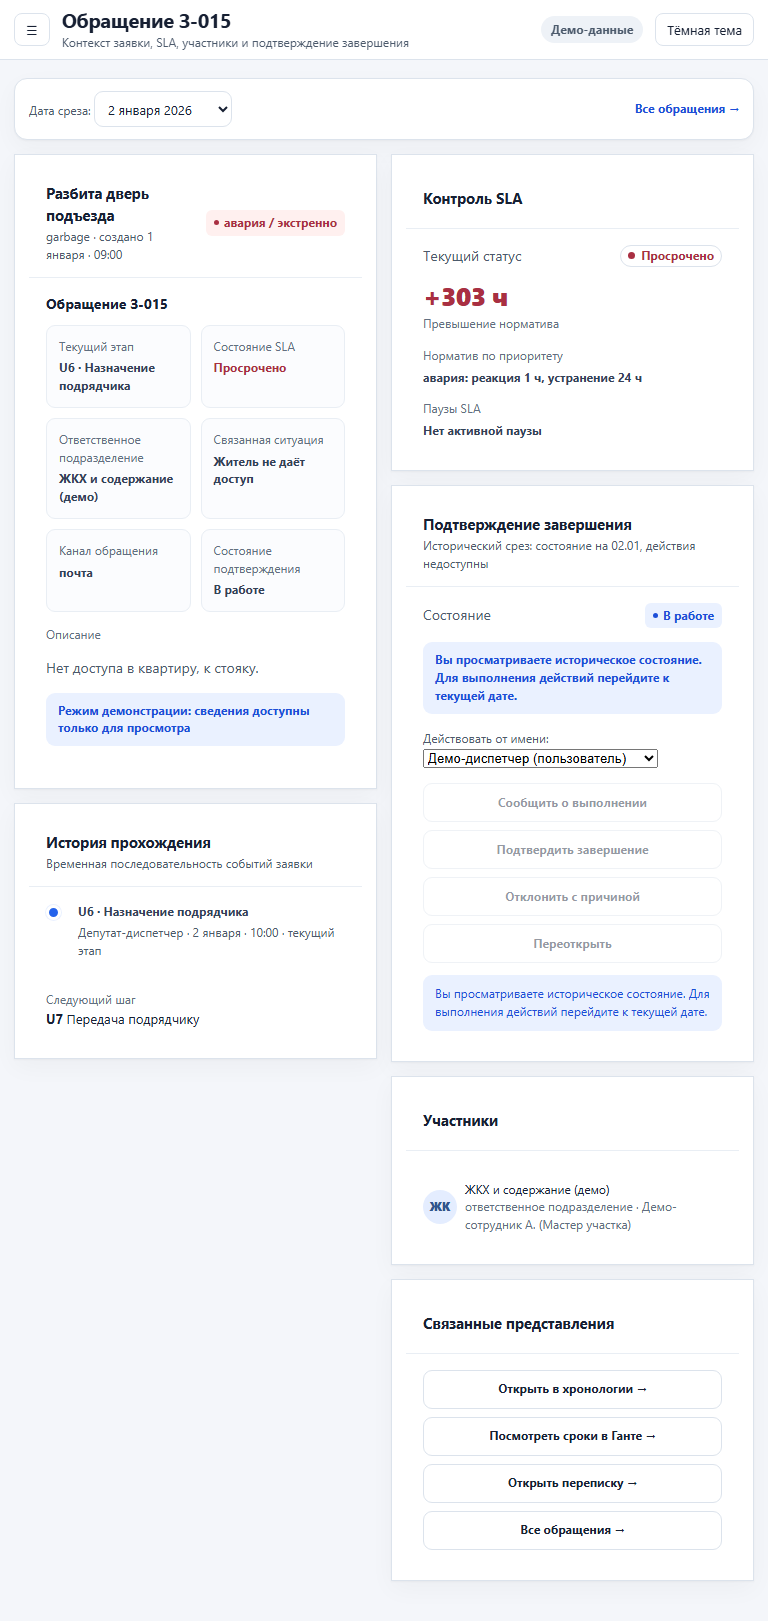 ☰
Обращение З-015
Контекст заявки, SLA, участники и подтверждение завершения
Демо-данные
Тёмная тема
Дата среза: 2 января 2026
Все обращения →
Разбита дверь
подъезда
garbage · создано 1
января · 09:00
авария / экстренно
Обращение З-015
Текущий этап
U6 · Назначение
подрядчика
Состояние SLA
Просрочено
Ответственное
подразделение
ЖКХ и содержание
(демо)
Связанная ситуация
Житель не даёт
доступ
Канал обращения
почта
Состояние
подтверждения
В работе
Описание
Нет доступа в квартиру, к стояку.
Режим демонстрации: сведения доступны
только для просмотра
История прохождения
Временная последовательность событий заявки
U6 · Назначение подрядчика
Депутат-диспетчер · 2 января · 10:00 · текущий
этап
Следующий шаг
U7 Передача подрядчику
Контроль SLA
Текущий статус
Просрочено
+303 ч
Превышение норматива
Норматив по приоритету
авария: реакция 1 ч, устранение 24 ч
Паузы SLA
Нет активной паузы
Подтверждение завершения
Исторический срез: состояние на 02.01, действия
недоступны
Состояние
В работе
Вы просматриваете историческое состояние.
Для выполнения действий перейдите к
текущей дате.
Действовать от имени:
Демо-диспетчер (пользователь)
Сообщить о выполнении
Подтвердить завершение
Отклонить с причиной
Переоткрыть
Вы просматриваете историческое состояние. Для
выполнения действий перейдите к текущей дате.
Участники
ЖК
ЖКХ и содержание (демо)
ответственное подразделение · Демо-
сотрудник А. (Мастер участка)
Связанные представления
Открыть в хронологии →
Посмотреть сроки в Ганте →
Открыть переписку →
Все обращения →